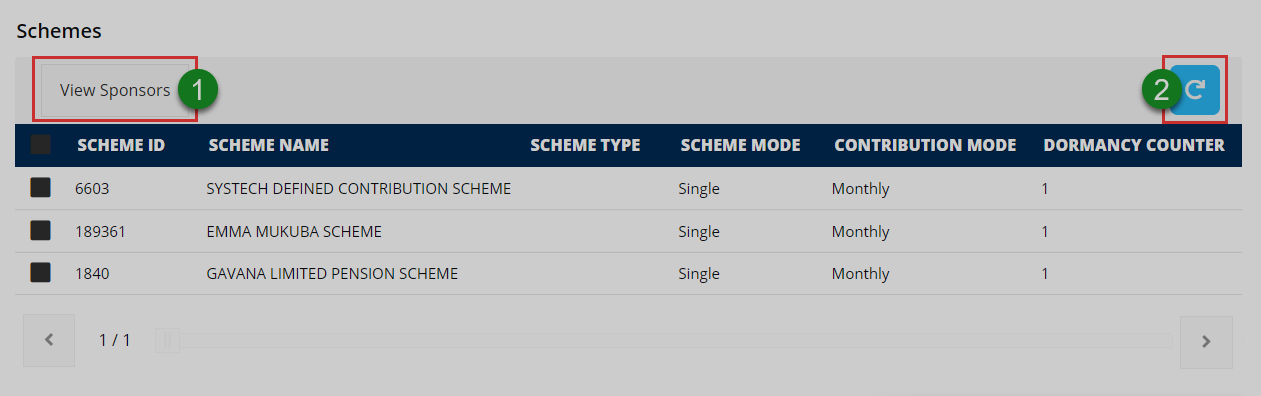 Schemes
View Sponsors 1 2
SCHEME ID SCHEME NAME SCHEME TYPE SCHEME MODE CONTRIBUTION MODE DORMANCY COUNTER
6603 SYSTECH DEFINED CONTRIBUTION SCHEME Single Monthly 1
189361 EMMA MUKUBA SCHEME Single Monthly 1
1840 GAVANA LIMITED PENSION SCHEME Single Monthly 1
1 / 1